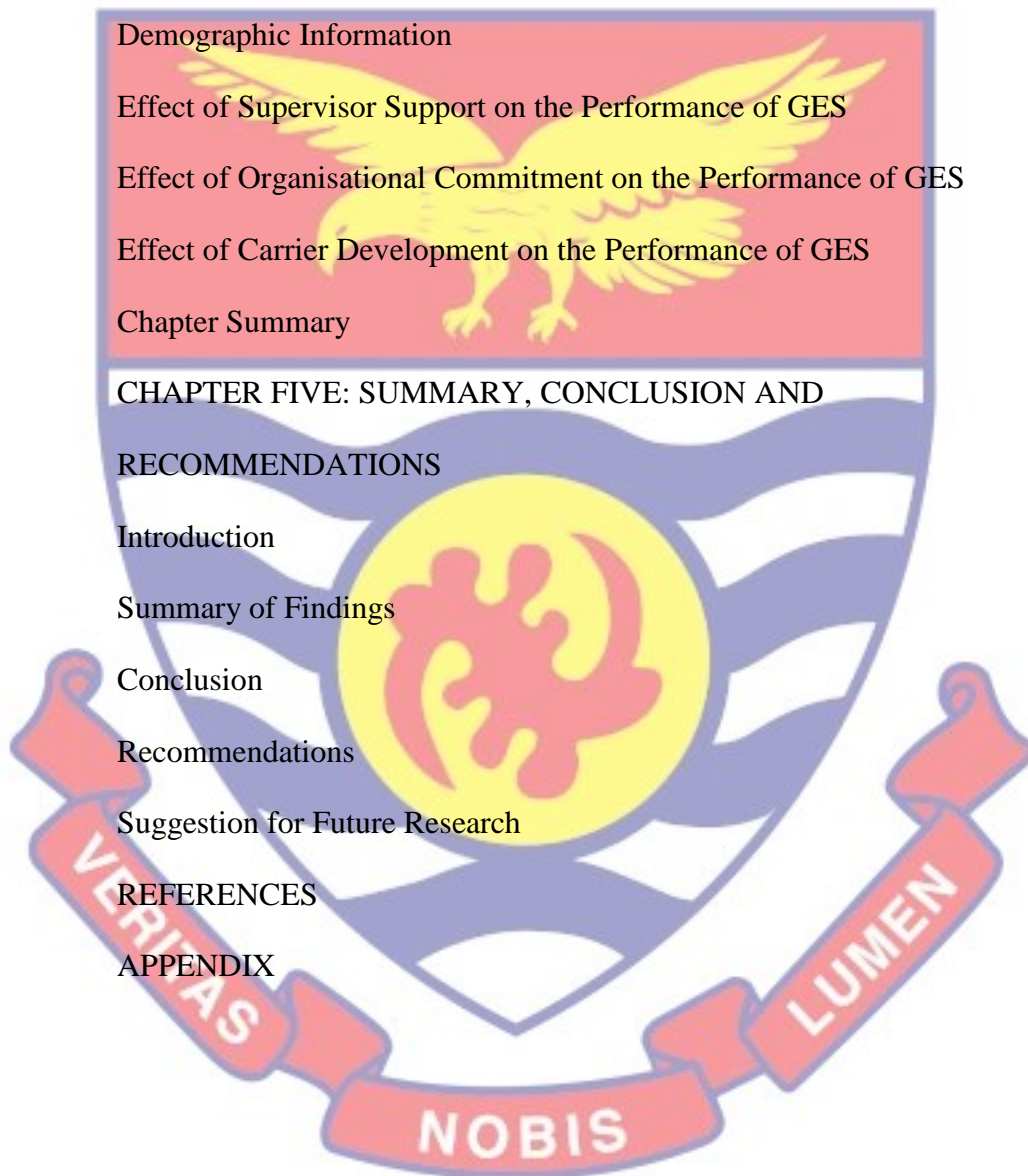 Demographic Information
Effect of Supervisor Support on the Performance of GES
Effect of Organisational Commitment on the Performance of GES
Effect of Carrier Development on the Performance of GES
Chapter Summary
CHAPTER FIVE: SUMMARY, CONCLUSION AND
RECOMMENDATIONS
Introduction
Summary of Findings
Conclusion
Recommendations
Suggestion for Future Research
REFERENCES
APPENDIX
VERITAS
NOBIS
LUMEN